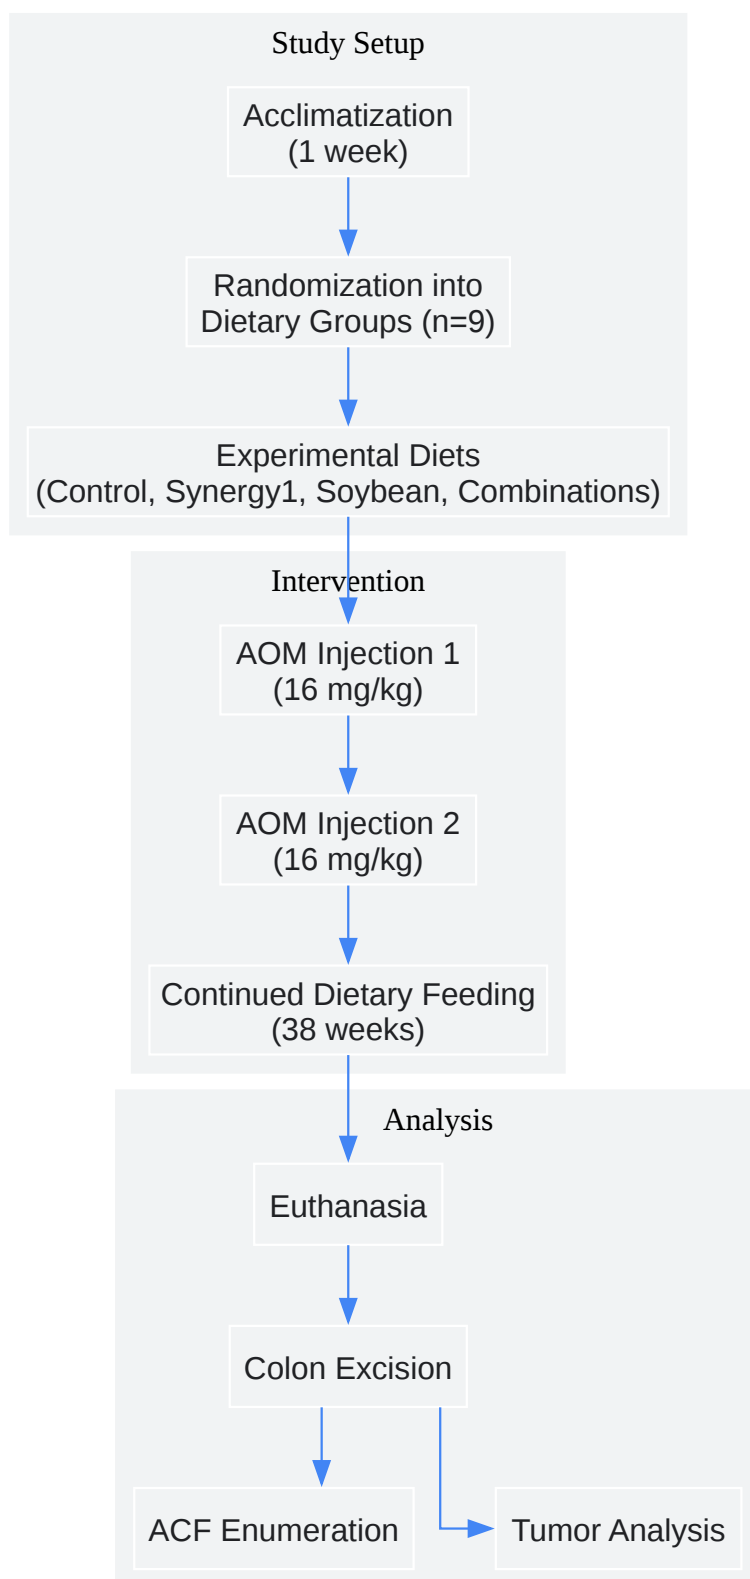 Study Setup
Acclimatization
(1 week)
Randomization into
Dietary Groups (n=9)
Experimental Diets
(Control, Synergy1, Soybean, Combinations)
Intervention
AOM Injection 1
(16 mg/kg)
AOM Injection 2
(16 mg/kg)
Continued Dietary Feeding
(38 weeks)
Analysis
Euthanasia
Colon Excision
ACF Enumeration
Tumor Analysis